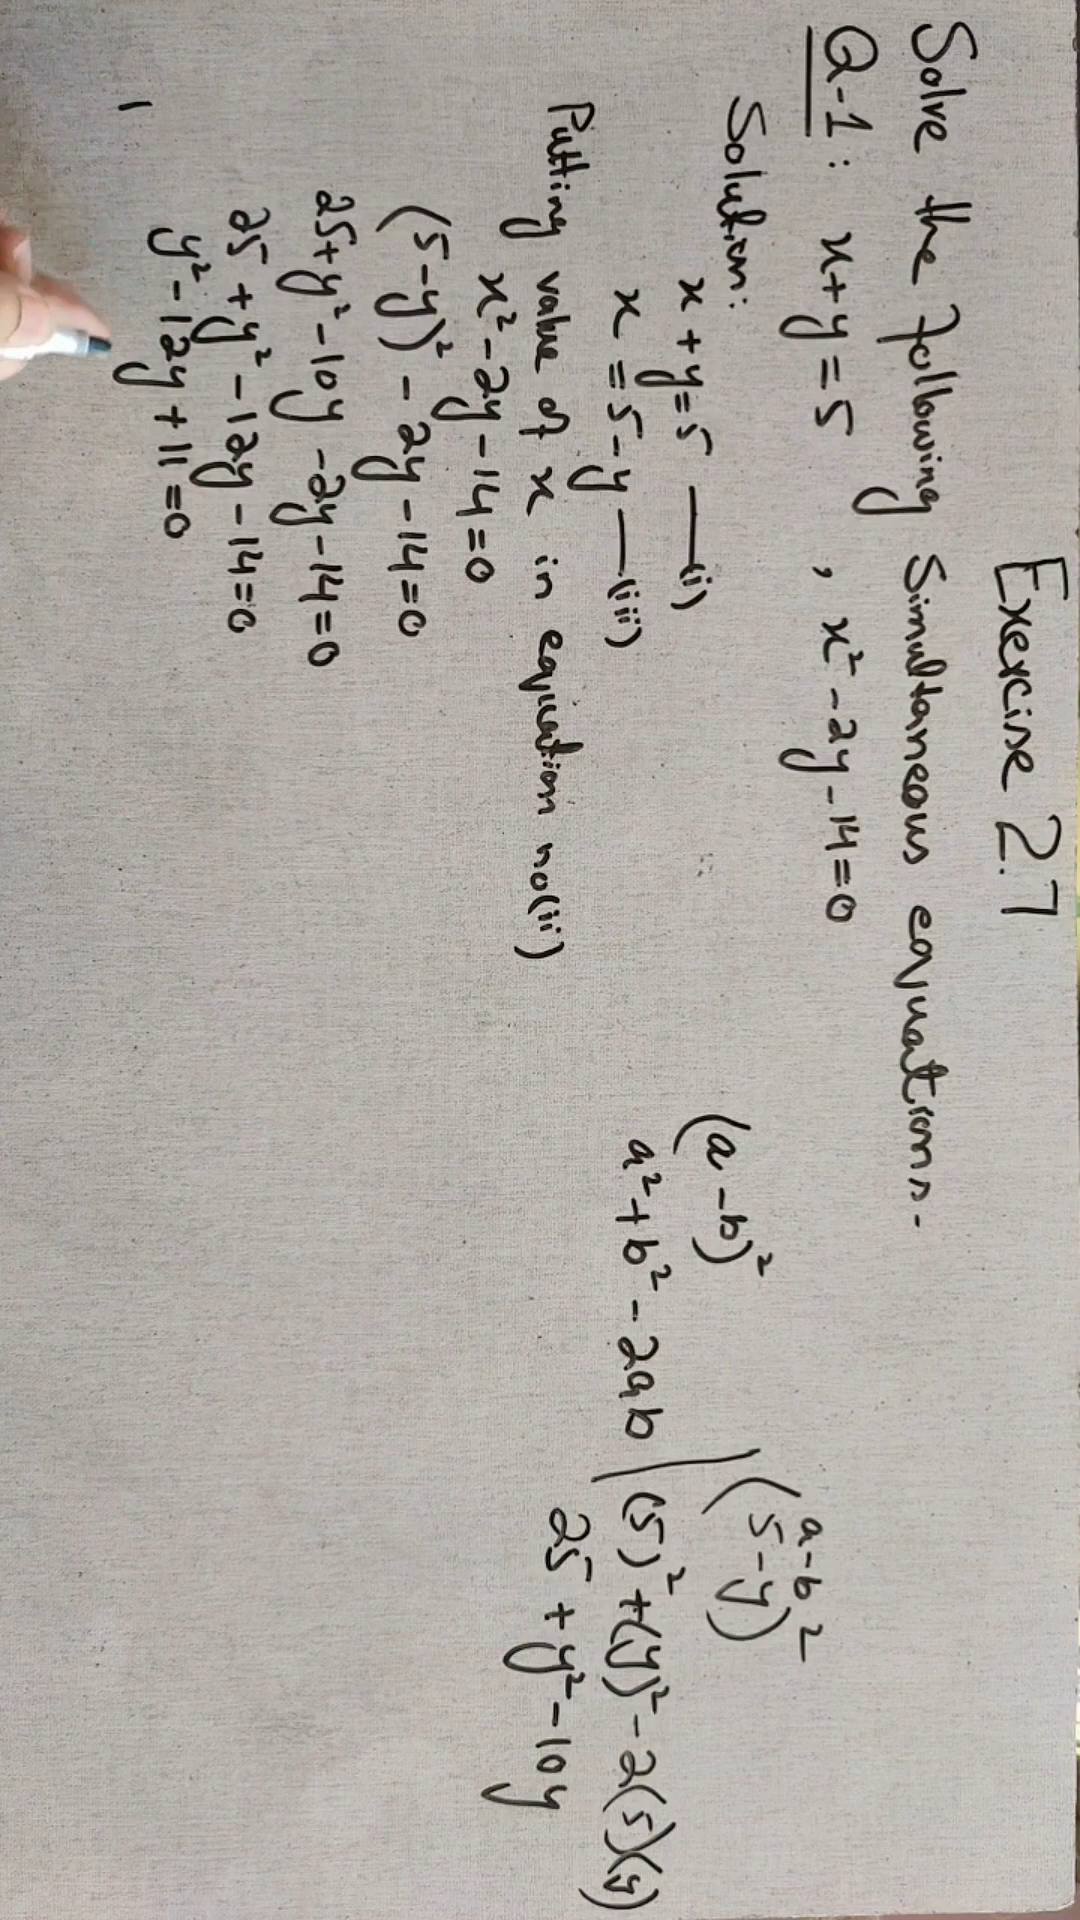 Exercise 2.7
Solve the following Simultaneous equations.
Q-1: x+y=5 , x²-2y-14=0
Solution:
x+y=5 —(i)
x=5-y —(iii)
Putting value of x in equation no(ii)
x²-2y-14=0
(5-y)²-2y-14=0
25+y²-10y-2y-14=0
25+y²-12y-14=0
y²-12y+11=0
(a-b)²
a²+b²-2ab
a-b
(5-y)²
(5)²+(y)²-2(5)(y)
25+y²-10y